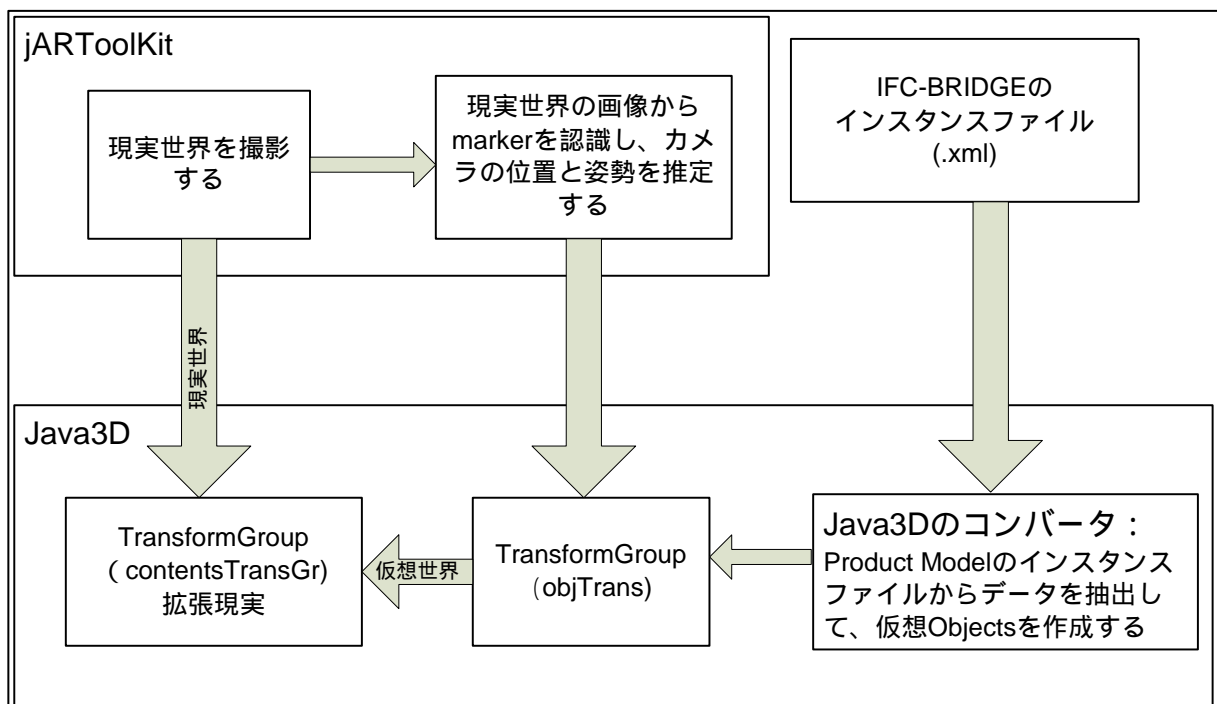 jARToolKit
現実世界を撮影
する
現実世界の画像から
markerを認識し、カメ
ラの位置と姿勢を推定
する
IFC-BRIDGEの
インスタンスファイル
(.xml)
現実世界
Java3D
TransformGroup
（contentsTransGr)
拡張現実
仮想世界
TransformGroup
(objTrans)
Java3Dのコンバータ：
Product Modelのインスタンス
ファイルからデータを抽出し
て、仮想Objectsを作成する